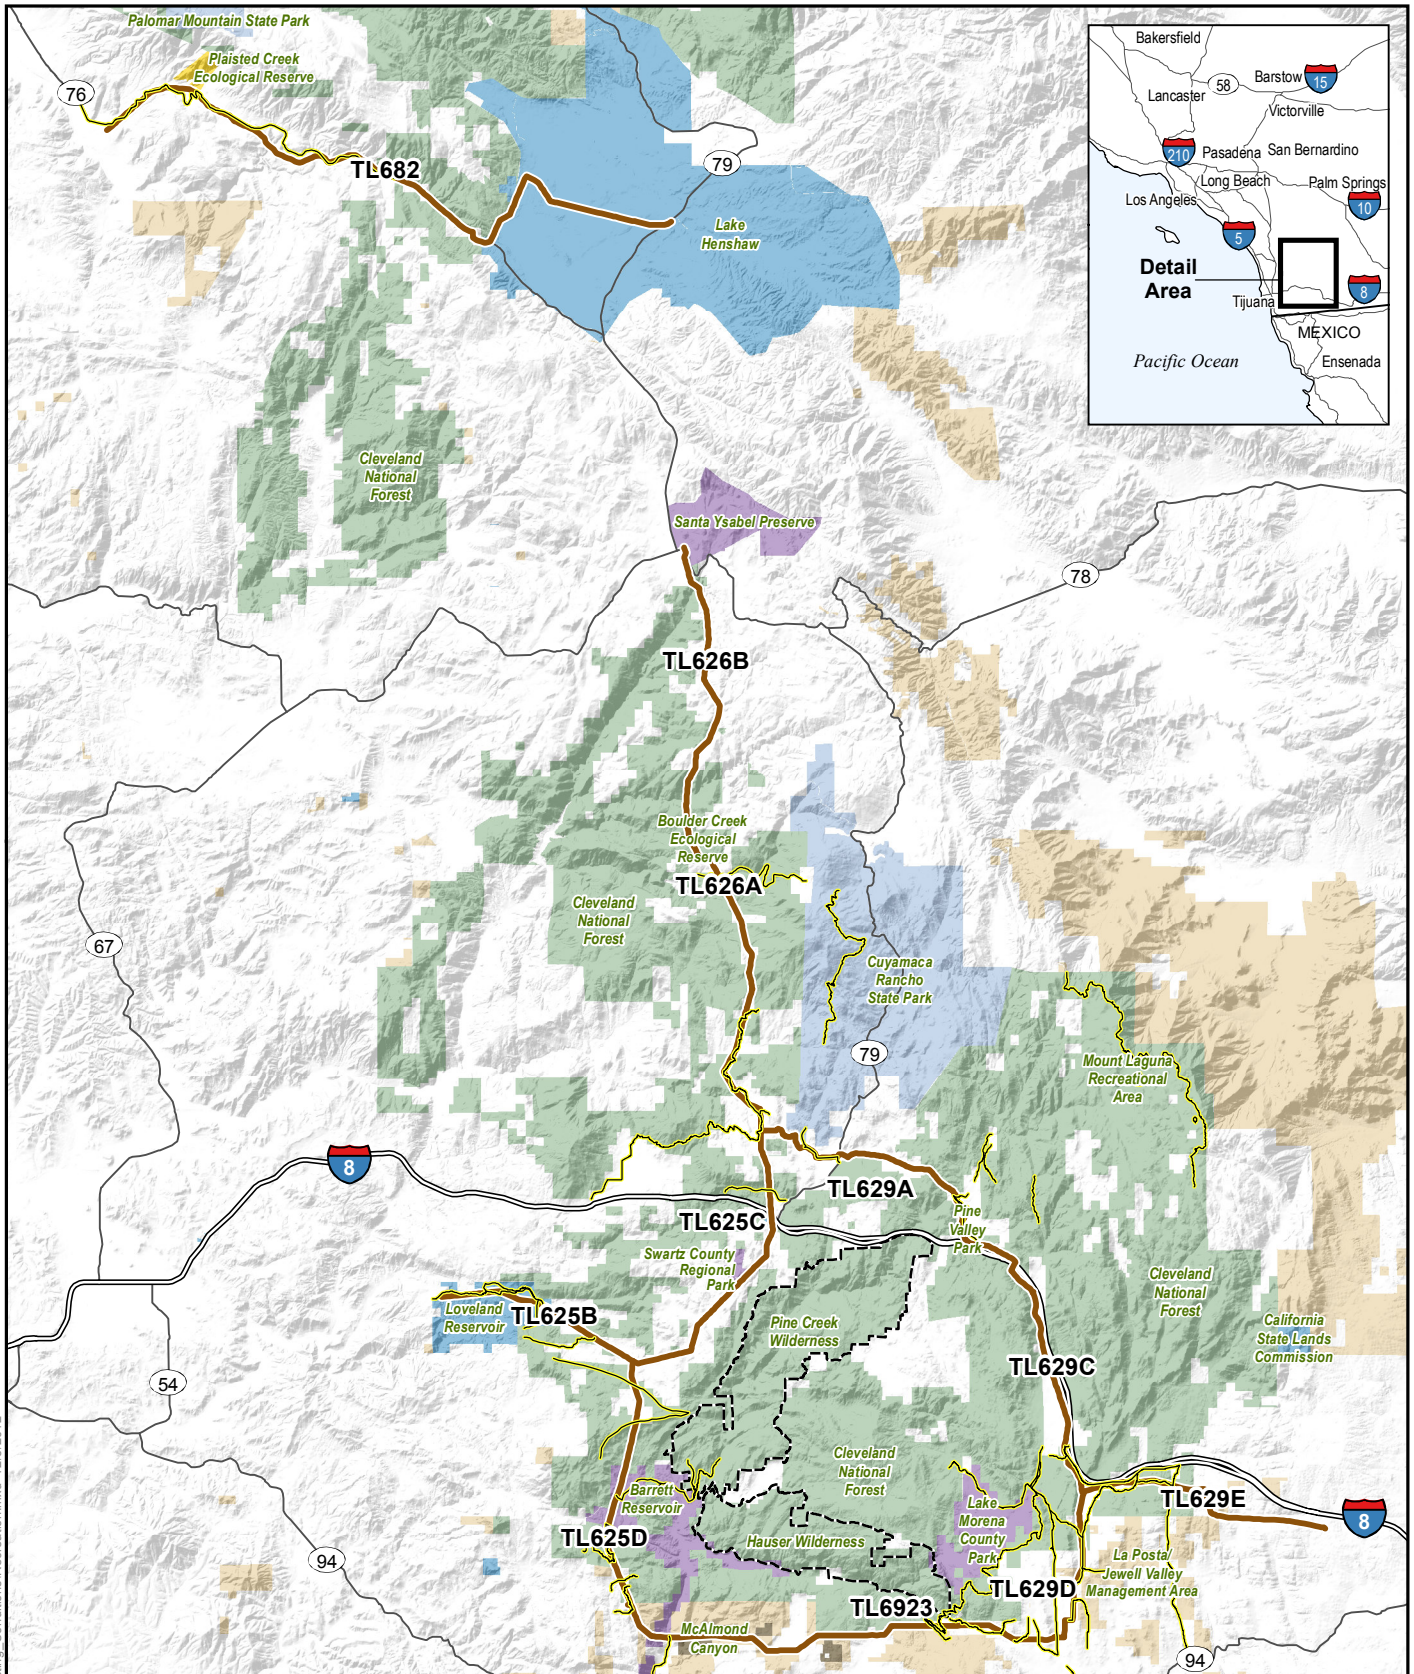 Palomar Mountain State Park
Plaisted Creek
Ecological Reserve
76
TL682
79
Lake
Henshaw
Bakersfield
58
Barstow
15
Lancaster
Victorville
210
Pasadena
San Bernardino
Long Beach
Palm Springs
Los Angeles
10
5
Detail
Area
8
Tijuana
MEXICO
Pacific Ocean
Ensenada
Cleveland
National
Forest
Santa Ysabel Preserve
78
TL626B
Boulder Creek
Ecological
Reserve
TL626A
Cleveland
National
Forest
67
Cuyamaca
Rancho
State Park
79
Mount Laguna
Recreational
Area
8
TL629A
TL625C
Pine
Valley
Park
Swartz County
Regional
Park
Loveland
Reservoir
TL625B
Pine Creek
Wilderness
Cleveland
National
Forest
California
State Lands
Commission
TL629C
54
Cleveland
National
Forest
Barrett
Reservoir
Lake
Morena
County
Park
TL629E
8
TL625D
Hauser Wilderness
94
La Posta/
Jewell Valley
Management Area
TL629D
TL6923
McAlmond
Canyon
94